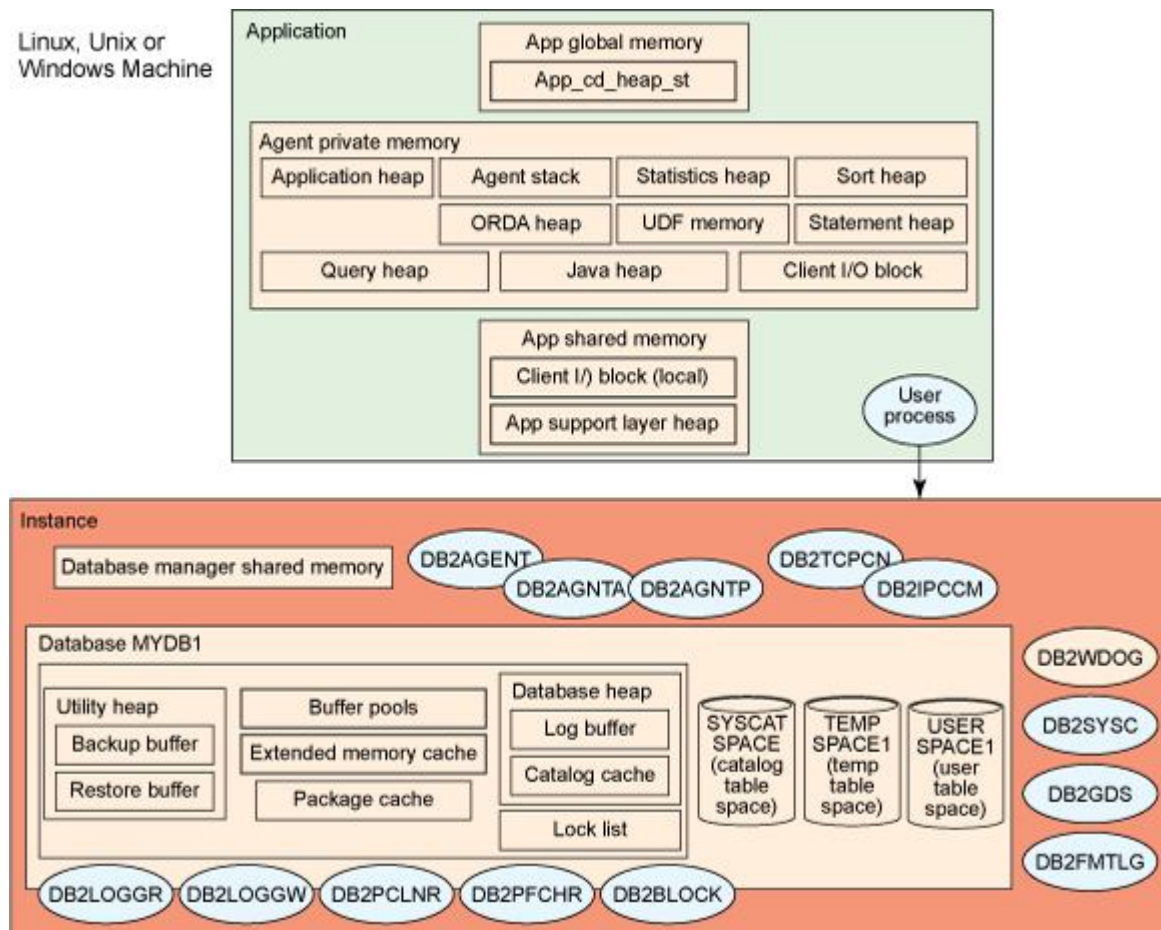 Linux, Unix or
Windows Machine
Application
App global memory
App_cd_heap_st
Agent private memory
Application heap
Agent stack
Statistics heap
Sort heap
ORDA heap
UDF memory
Statement heap
Query heap
Java heap
Client I/O block
App shared memory
Client I/) block (local)
App support layer heap
User
process
Instance
Database manager shared memory
DB2AGENT
DB2AGNTA
DB2AGNTP
DB2TCPCN
DB2IPCCM
Database MYDB1
Utility heap
Backup buffer
Restore buffer
Buffer pools
Extended memory cache
Package cache
Database heap
Log buffer
Catalog cache
Lock list
SYSCAT
SPACE
(catalog
table
space)
TEMP
SPACE1
(temp
table
space)
USER
SPACE1
(user
table
space)
DB2WDOG
DB2SYSC
DB2GDS
DB2FMTLG
DB2LOGGR
DB2LOGGW
DB2PCLNR
DB2PFCHR
DB2BLOCK